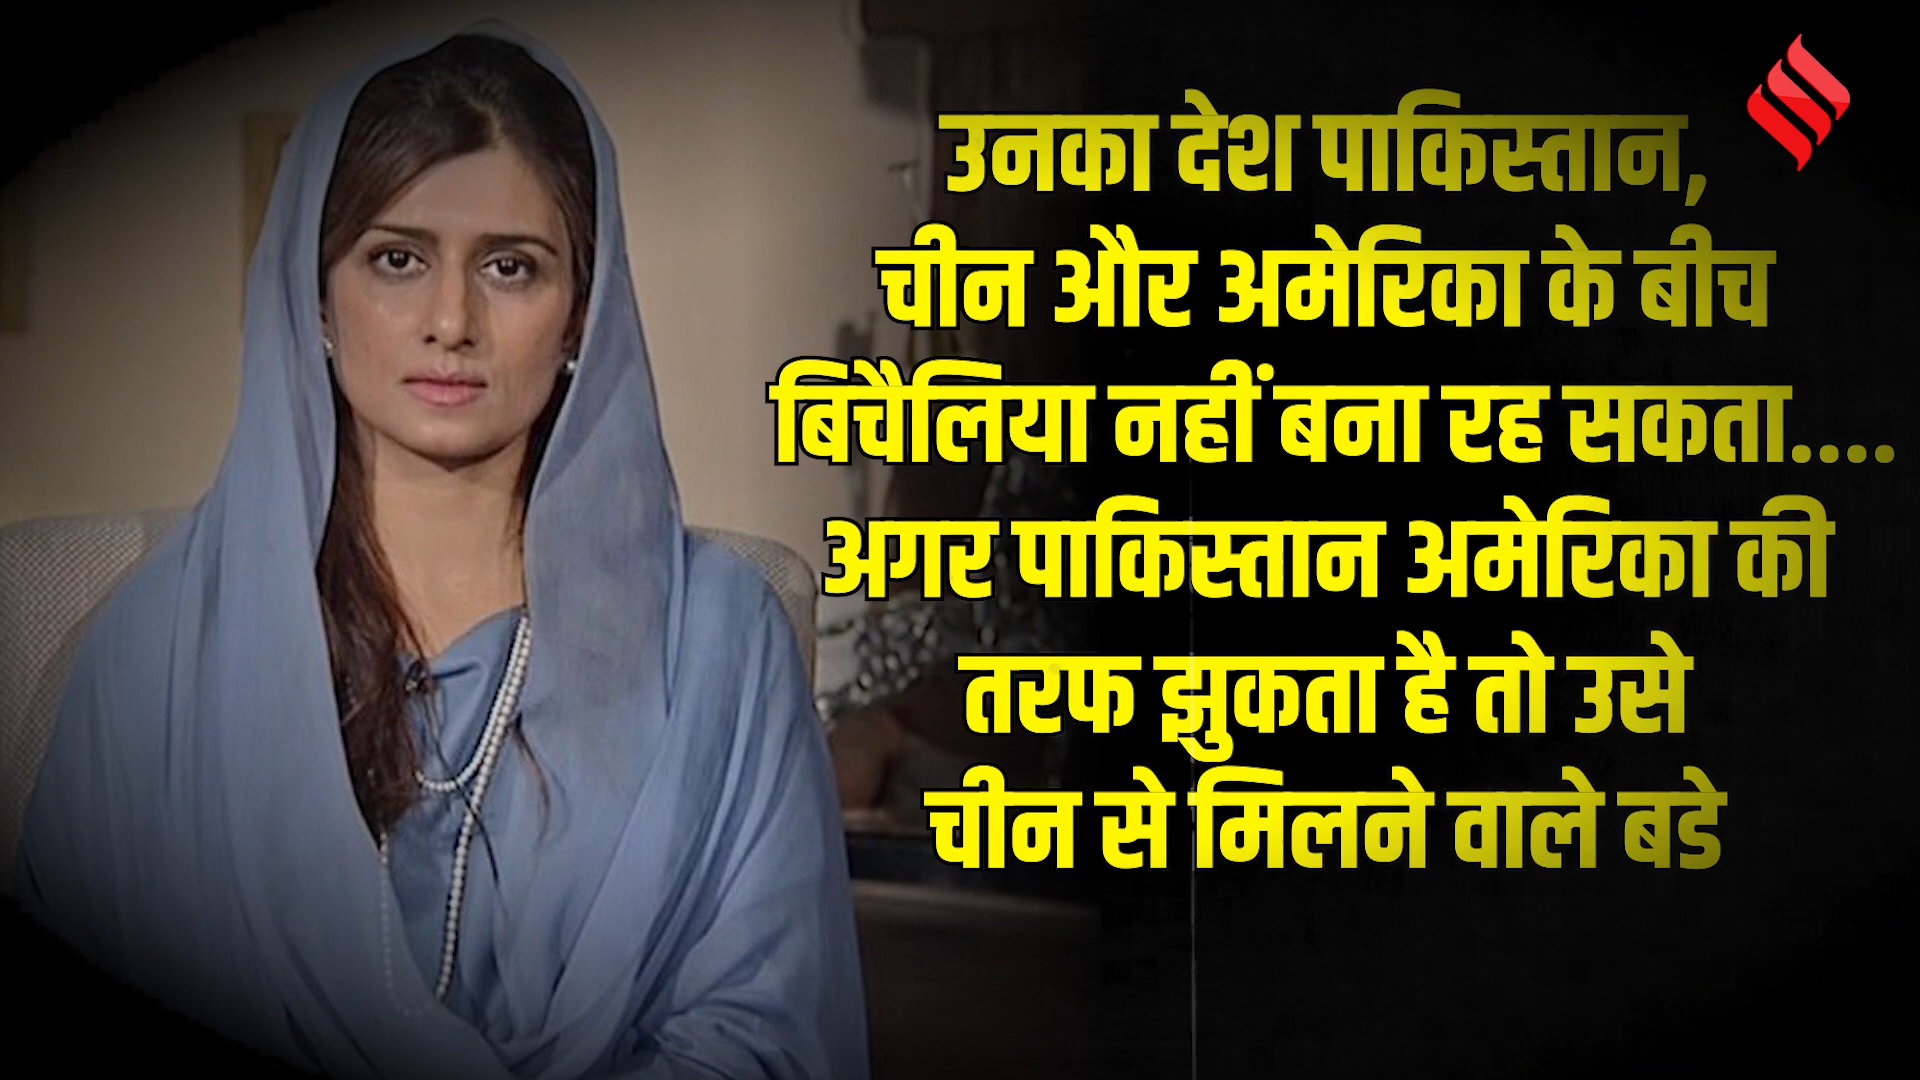 उनका देश पाकिस्तान,
चीन और अमेरिका के बीच
बिचैलिया नहीं बना रह सकता....
अगर पाकिस्तान अमेरिका की
तरफ झुकता है तो उसे
चीन से मिलने वाले बडे